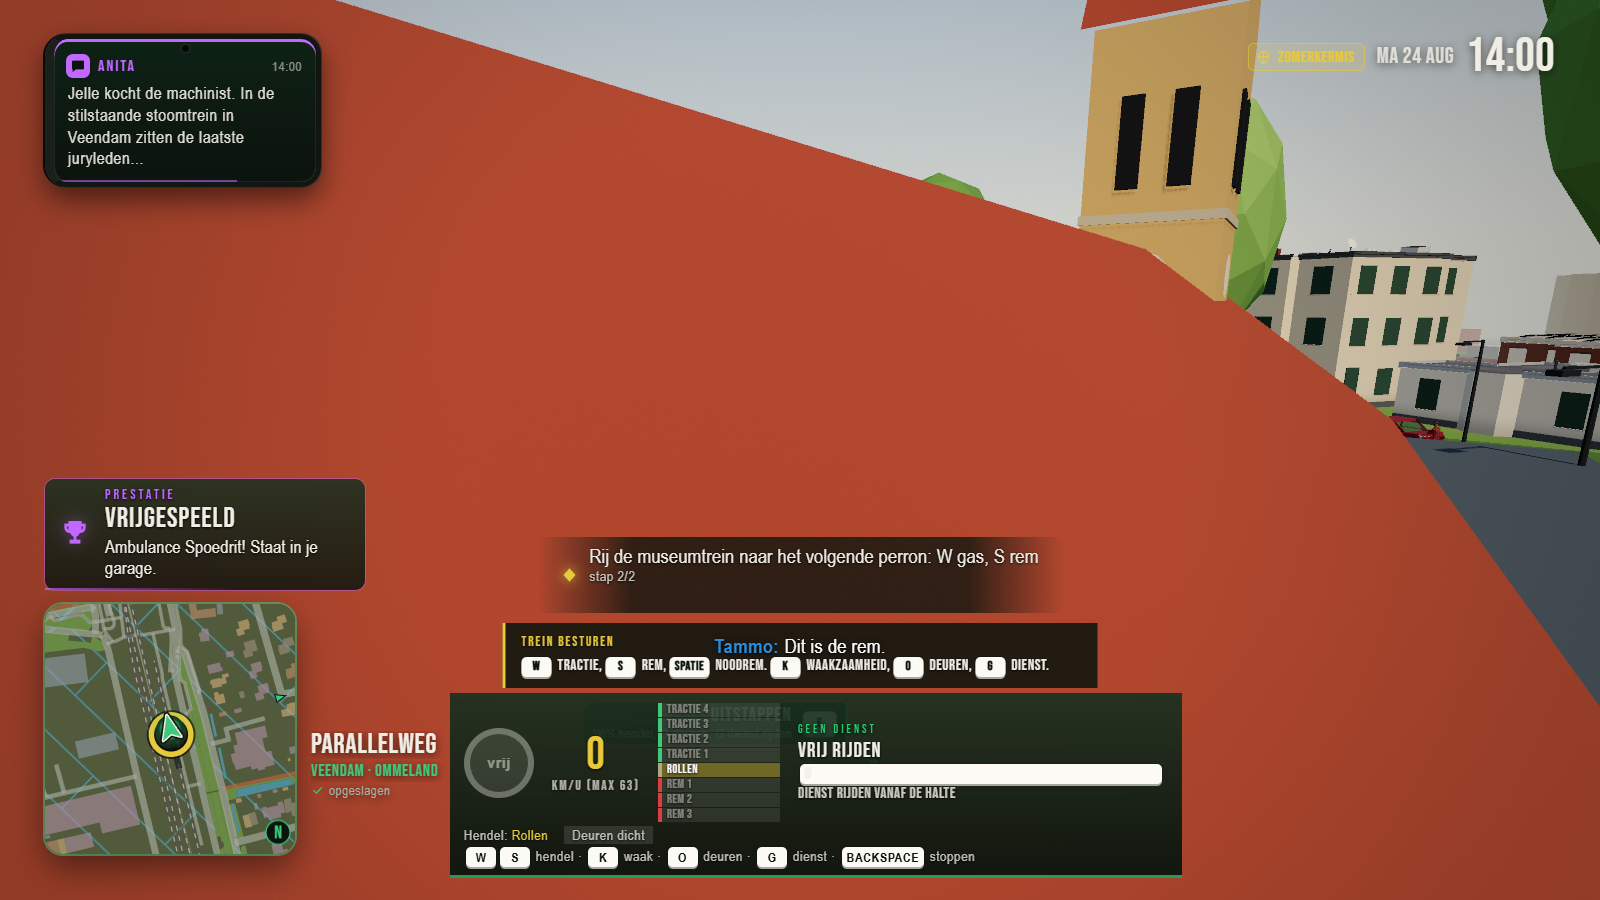 ANITA
14:00
Jelle kocht de machinist. In de
stilstaande stoomtrein in
Veendam zitten de laatste
juryleden...
ZOMERKERMIS
MA 24 AUG
14:00
PRESTATIE
VRIJGESPEELD
Ambulance Spoedrit! Staat in je
garage.
Rij de museumtrein naar het volgende perron: W gas, S rem
stap 2/2
TREIN BESTUREN
Tammo: Dit is de rem.
W TRACTIE, S REM, SPATIE NOODREM. K WAAKZAAMHEID, O DEUREN, G DIENST.
N
PARALLELWEG
VEENDAM · OMMELAND
opgeslagen
vrij
0
KM/U (MAX 63)
TRACTIE 4
TRACTIE 3
TRACTIE 2
TRACTIE 1
ROLLEN
REM 1
REM 2
REM 3
UITSTAPPEN
GEEN DIENST
VRIJ RIJDEN
DIENST RIJDEN VANAF DE HALTE
Hendel: Rollen
Deuren dicht
W S hendel · K waak · O deuren · G dienst · BACKSPACE stoppen